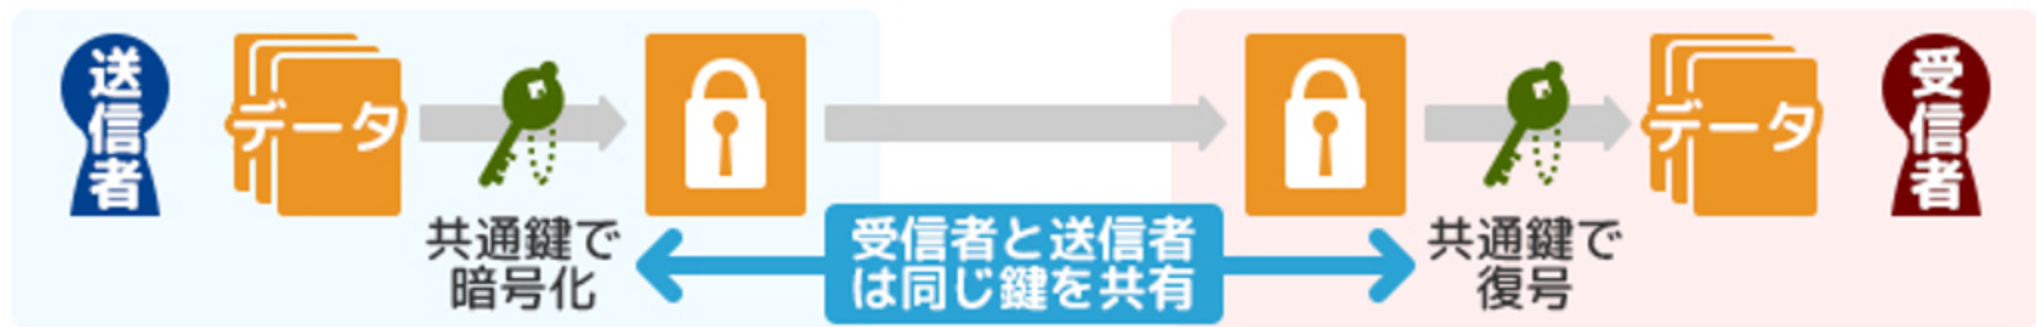 送信者
データ
共通鍵で
暗号化
受信者と送信者
は同じ鍵を共有
共通鍵で
復号
データ
受信者